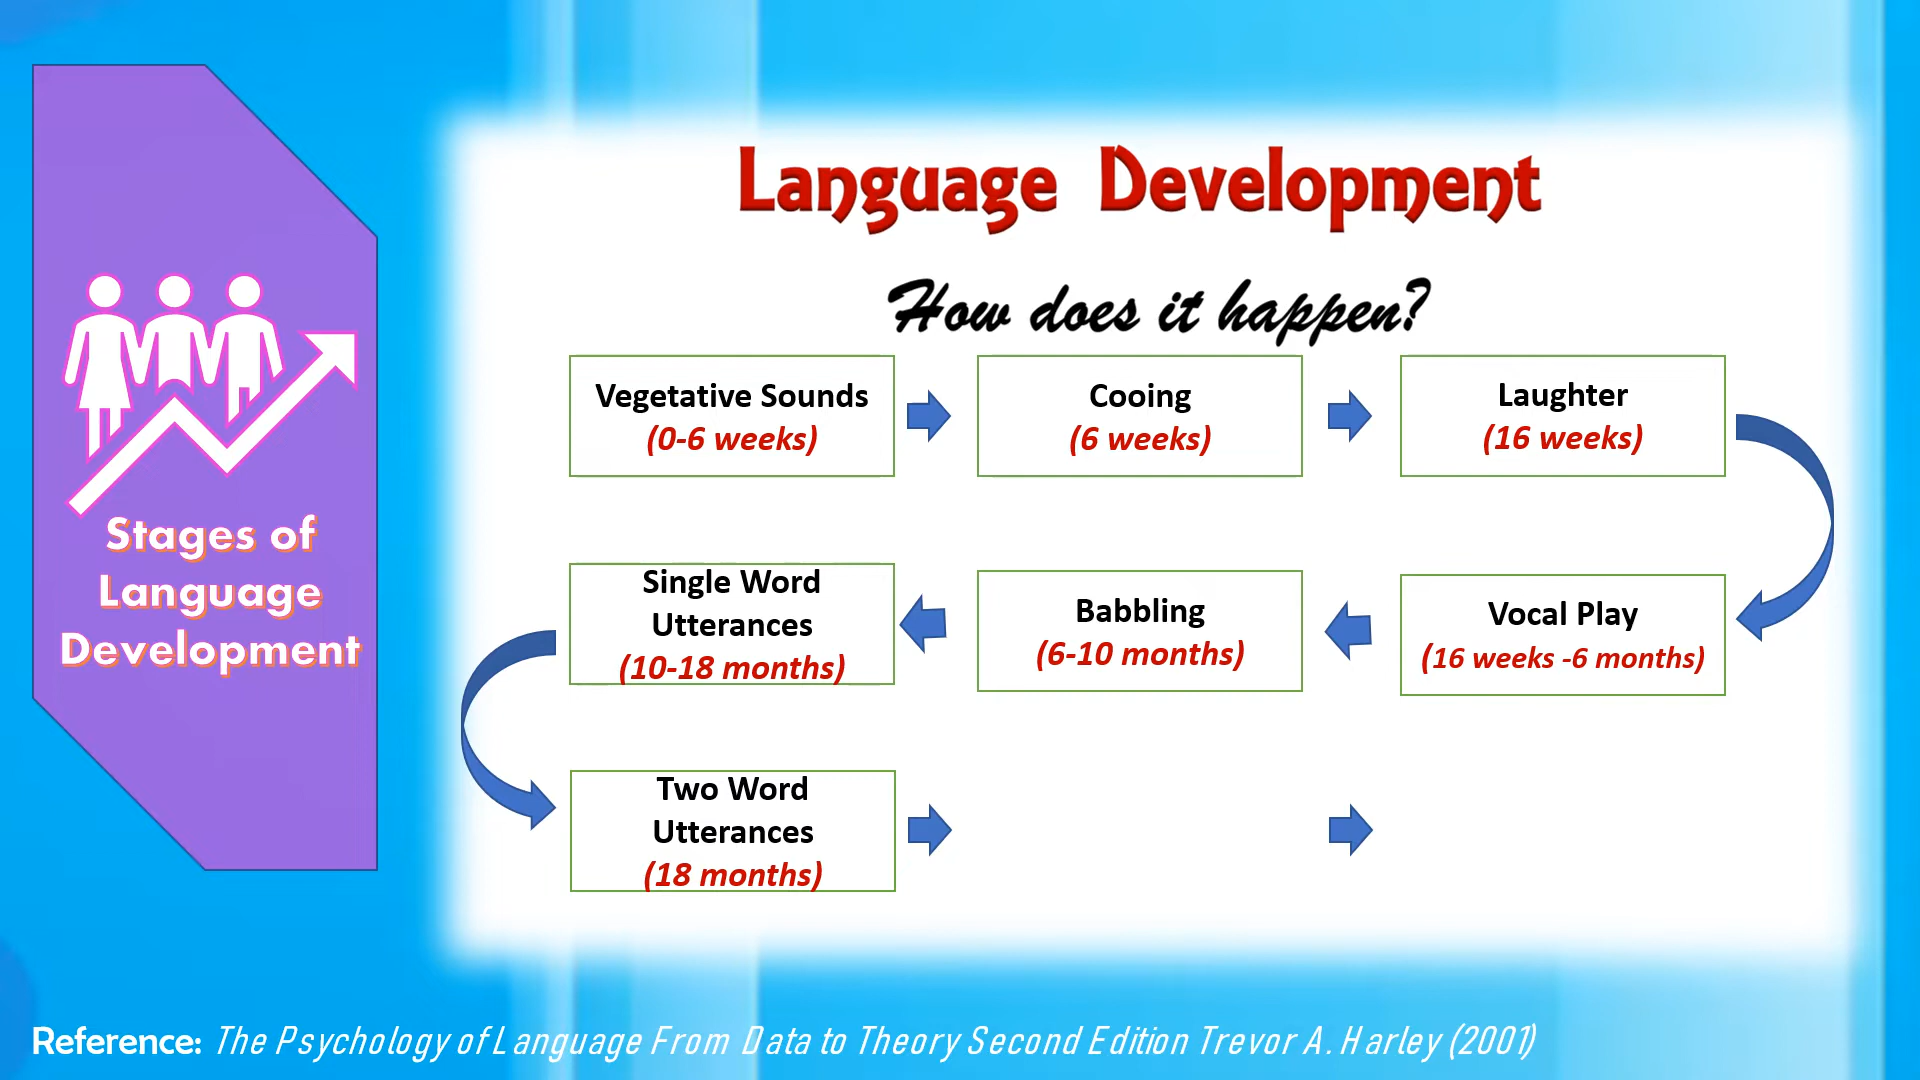 Language Development
How does it happen?
Vegetative Sounds
(0-6 weeks)
Cooing
(6 weeks)
Laughter
(16 weeks)
Vocal Play
(16 weeks -6 months)
Babbling
(6-10 months)
Single Word
Utterances
(10-18 months)
Two Word
Utterances
(18 months)
Stages of
Language
Development
Reference: The Psychology of Language From Data to Theory Second Edition Trevor A. Harley (2001)